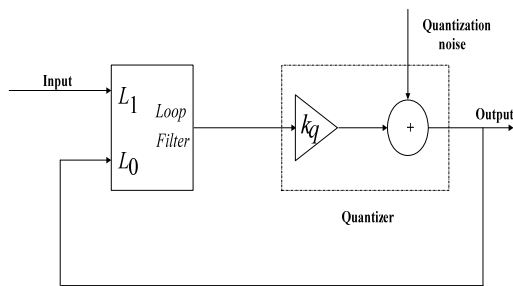 Quantization
noise
Input
Output
L1
Loop
Filter
kq
+
L0
Quantizer